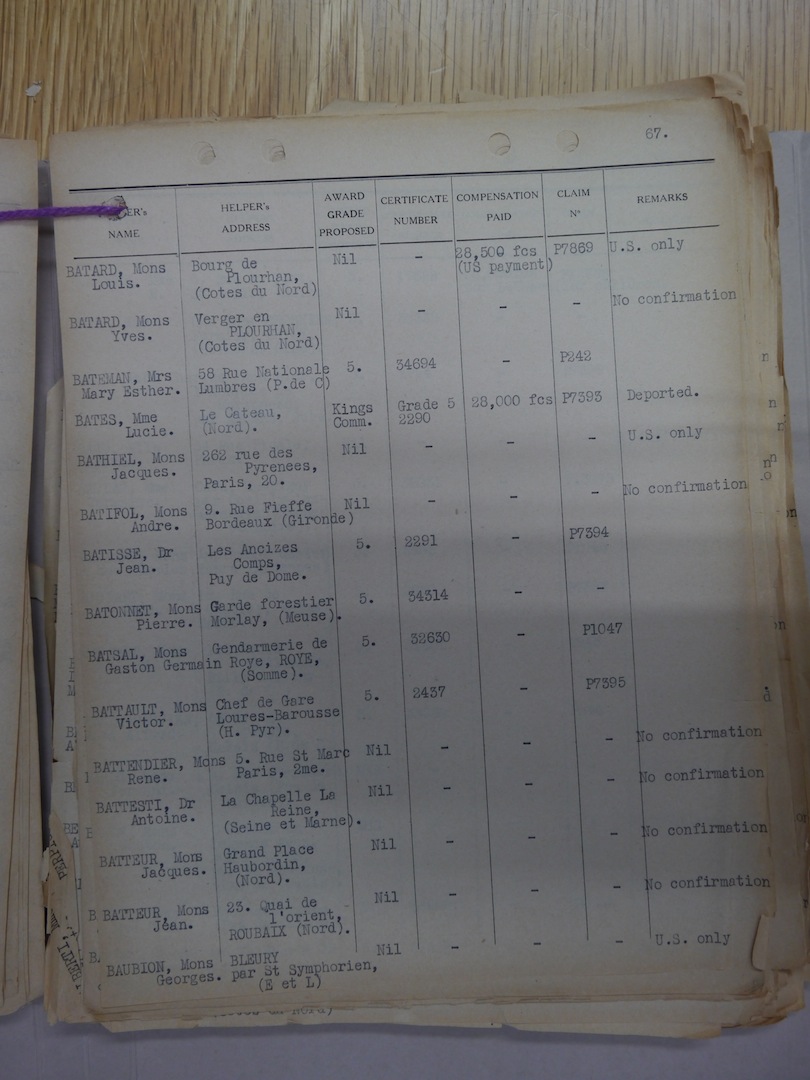 67.
ER's NAME HELPER's ADDRESS AWARD GRADE PROPOSED CERTIFICATE NUMBER COMPENSATION PAID CLAIM N° REMARKS
BATARD, Mons Bourg de Nil - 28,500 fcs P7869 U.S. only
Louis. Plourhan, (US payment)
(Cotes du Nord)
BATARD, Mons Verger en Nil - - - No confirmation
Yves. PLOURHAN,
(Cotes du Nord)
BATEMAN, Mrs 58 Rue Nationale 5. 34694 - P242
Mary Esther. Lumbres (P.de C)
BATES, Mme Le Cateau, Kings Grade 5 28,000 fcs P7393 Deported.
Lucie. (Nord). Comm. 2290
BATHIEL, Mons 262 rue des Nil - - - U.S. only
Jacques. Pyrenees,
Paris, 20.
BATIFOL, Mons 9. Rue Fieffe Nil - - - No confirmation
Andre. Bordeaux (Gironde)
BATISSE, Dr Les Ancizes 5. 2291 - P7394
Jean. Comps,
Puy de Dome.
BATONNET, Mons Garde forestier 5. 34314 - -
Pierre. Morlay, (Meuse).
BATSAL, Mons Gendarmerie de 5. 32630 - P1047
Gaston Germain Roye, ROYE,
(Somme).
BATTAULT, Mons Chef de Gare 5. 2437 - P7395
Victor. Loures-Barousse
(H. Pyr).
BATTENDIER, Mons 5. Rue St Marc Nil - - - No confirmation
Rene. Paris, 2me.
BATTESTI, Dr La Chapelle La Nil - - - No confirmation
Antoine. Reine,
(Seine et Marne).
BATTEUR, Mons Grand Place Nil - - - No confirmation
Jacques. Haubordin,
(Nord).
BATTEUR, Mons 23. Quai de Nil - - - No confirmation
Jean. l'orient,
ROUBAIX (Nord).
BAUBION, Mons BLEURY Nil - - - U.S. only
Georges. par St Symphorien,
(E et L)